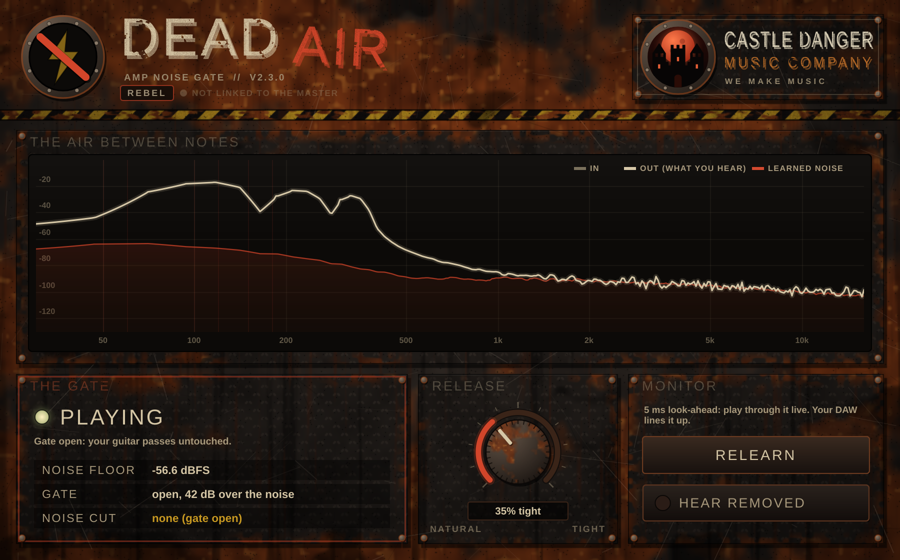 DEAD AIR
AMP NOISE GATE // V2.3.0
REBEL NOT LINKED TO THE MASTER
CASTLE DANGER
MUSIC COMPANY
WE MAKE MUSIC
THE AIR BETWEEN NOTES
IN OUT (WHAT YOU HEAR) LEARNED NOISE
-20
-40
-60
-80
-100
-120
50 100 200 500 1k 2k 5k 10k
THE GATE
PLAYING
Gate open: your guitar passes untouched.
NOISE FLOOR -56.6 dBFS
GATE open, 42 dB over the noise
NOISE CUT none (gate open)
RELEASE
35% tight
NATURAL TIGHT
MONITOR
5 ms look-ahead: play through it live. Your DAW
lines it up.
RELEARN
HEAR REMOVED